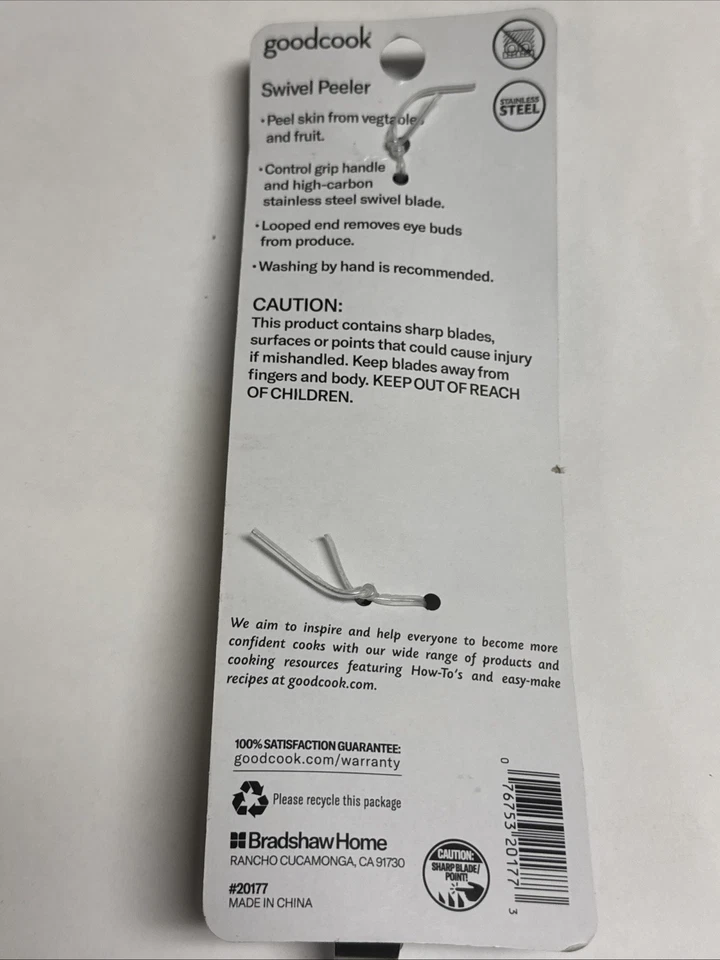 goodcook
Swivel Peeler
STAINLESS
STEEL
• Peel skin from vegtable,
and fruit.
• Control grip handle
and high-carbon
stainless steel swivel blade.
• Looped end removes eye buds
from produce.
• Washing by hand is recommended.
CAUTION:
This product contains sharp blades,
surfaces or points that could cause injury
if mishandled. Keep blades away from
fingers and body. KEEP OUT OF REACH
OF CHILDREN.
We aim to inspire and help everyone to become more
confident cooks with our wide range of products and
cooking resources featuring How-To's and easy-make
recipes at goodcook.com.
100% SATISFACTION GUARANTEE:
goodcook.com/warranty
Please recycle this package
BradshawHome
RANCHO CUCAMONGA, CA 91730
#20177
MADE IN CHINA
CAUTION:
SHARP BLADE/
POINT!
0 76753 20177 3